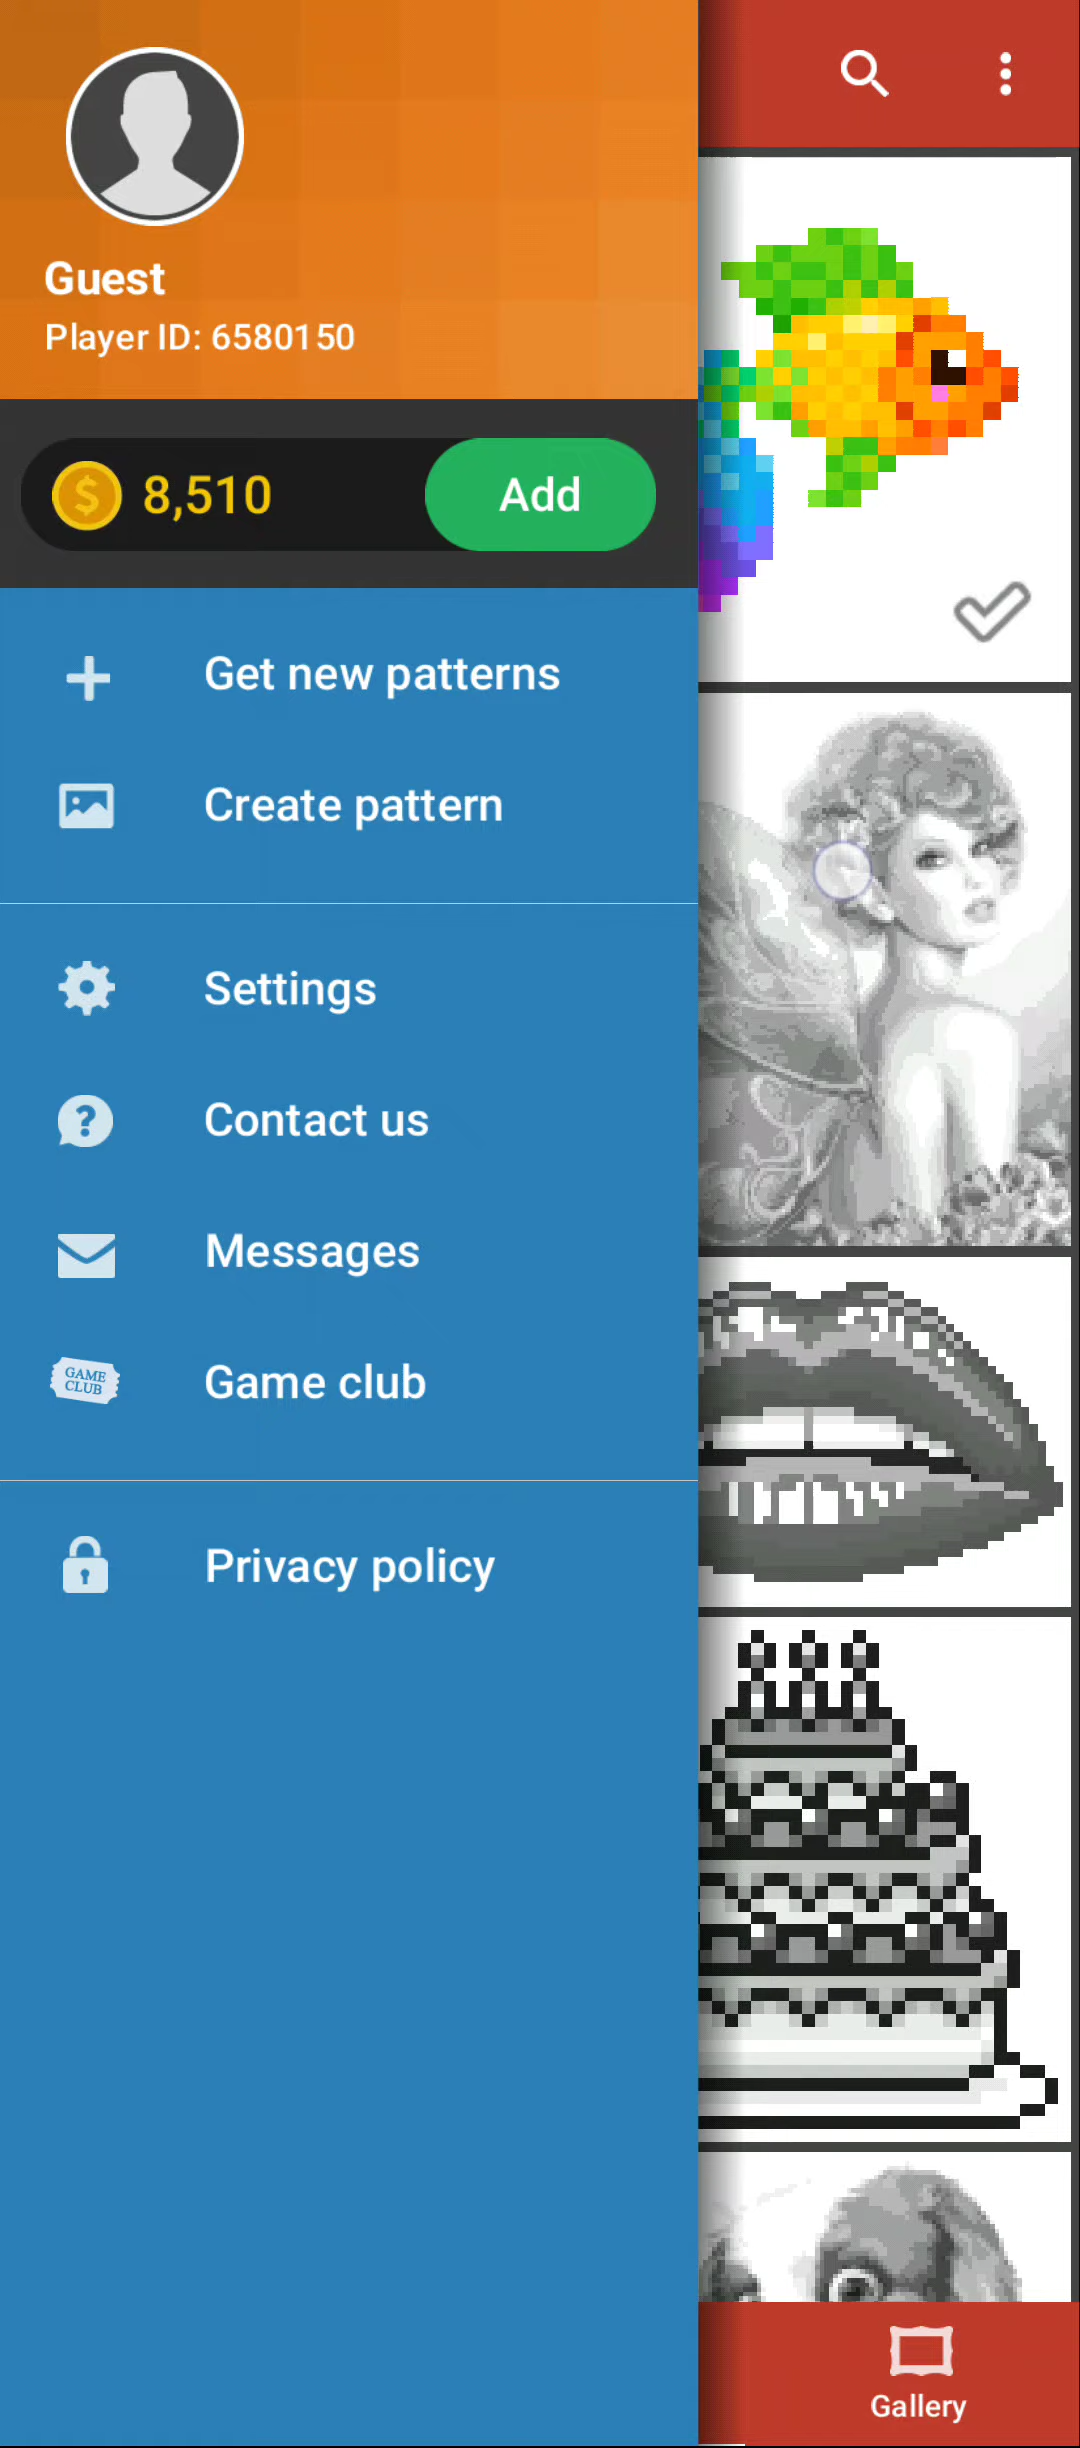 Guest
Player ID: 6580150
8,510
Add
Get new patterns
Create pattern
Settings
Contact us
Messages
GAME
CLUB
Game club
Privacy policy
Gallery